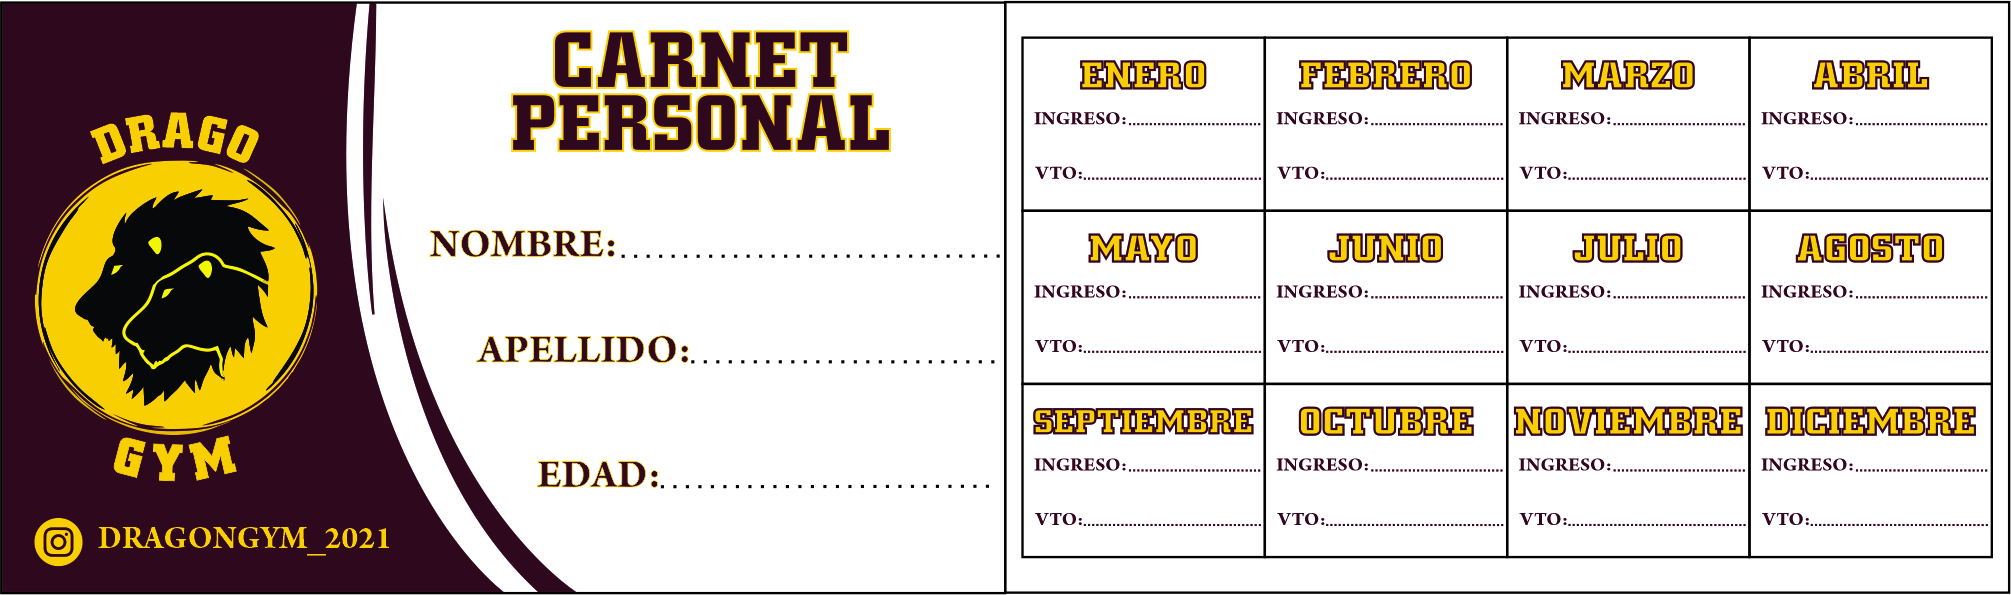 DRAGO
GYM
DRAGONGYM_2021
CARNET
PERSONAL
NOMBRE:..............................
APELLIDO:.........................
EDAD:...........................
ENERO
INGRESO:..............................
VTO:........................................
FEBRERO
INGRESO:..............................
VTO:........................................
MARZO
INGRESO:..............................
VTO:........................................
ABRIL
INGRESO:..............................
VTO:........................................
MAYO
INGRESO:..............................
VTO:........................................
JUNIO
INGRESO:..............................
VTO:........................................
JULIO
INGRESO:..............................
VTO:........................................
AGOSTO
INGRESO:..............................
VTO:........................................
SEPTIEMBRE
INGRESO:..............................
VTO:........................................
OCTUBRE
INGRESO:..............................
VTO:........................................
NOVIEMBRE
INGRESO:..............................
VTO:........................................
DICIEMBRE
INGRESO:..............................
VTO:........................................